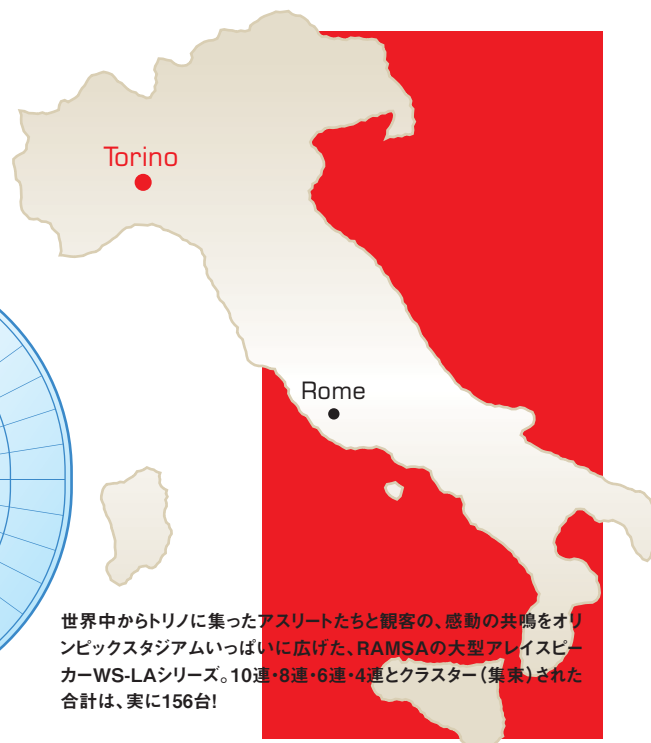 Torino
Rome
世界中からトリノに集ったアスリートたちと観客の、感動の共鳴をオリ
ンピックスタジアムいっぱいに広げた、RAMSAの大型アレイスピー
カーWS-LAシリーズ。10連・8連・6連・4連とクラスター（集束）された
合計は、実に156台!